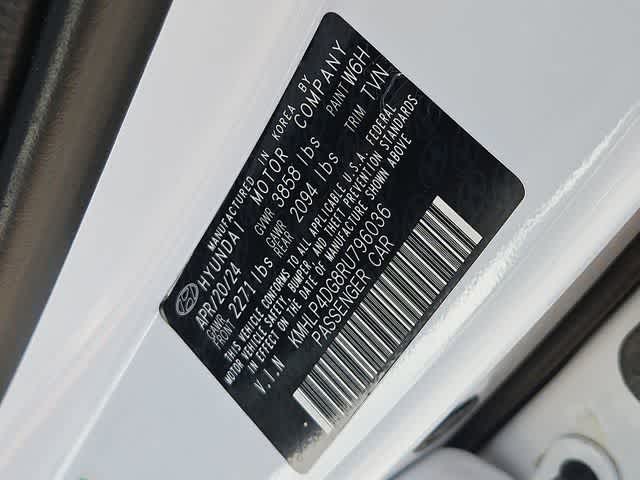 MANUFACTURED IN KOREA BY
HYUNDAI MOTOR COMPANY
APR/20/24 GVWR 3858 lbs PAINT W6H
GAWR FRONT 2271 lbs GAWR REAR 2094 lbs TRIM TVN
THIS VEHICLE CONFORMS TO ALL APPLICABLE U.S.A. FEDERAL
MOTOR VEHICLE SAFETY, BUMPER, AND THEFT PREVENTION STANDARDS
IN EFFECT ON THE DATE OF MANUFACTURE SHOWN ABOVE
V.I.N KMHLP4DG8RU796036
PASSENGER CAR